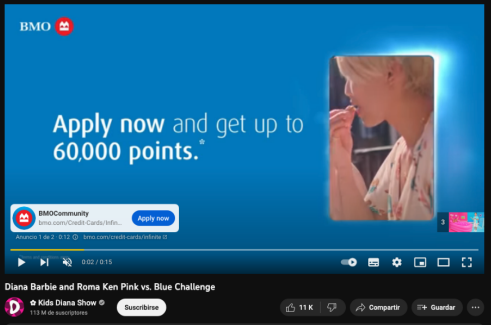 BMO
Apply now and get up to
60,000 points.*
BMOCommunity
bmo.com/Credit-Cards/Infin...
Apply now
Anuncio 1 de 2 · 0:12
bmo.com/credit-cards/infinite
3
0:02 / 0:15
Diana Barbie and Roma Ken Pink vs. Blue Challenge
✿ Kids Diana Show
113 M de suscriptores
Suscribirse
11 K
Compartir
Guardar